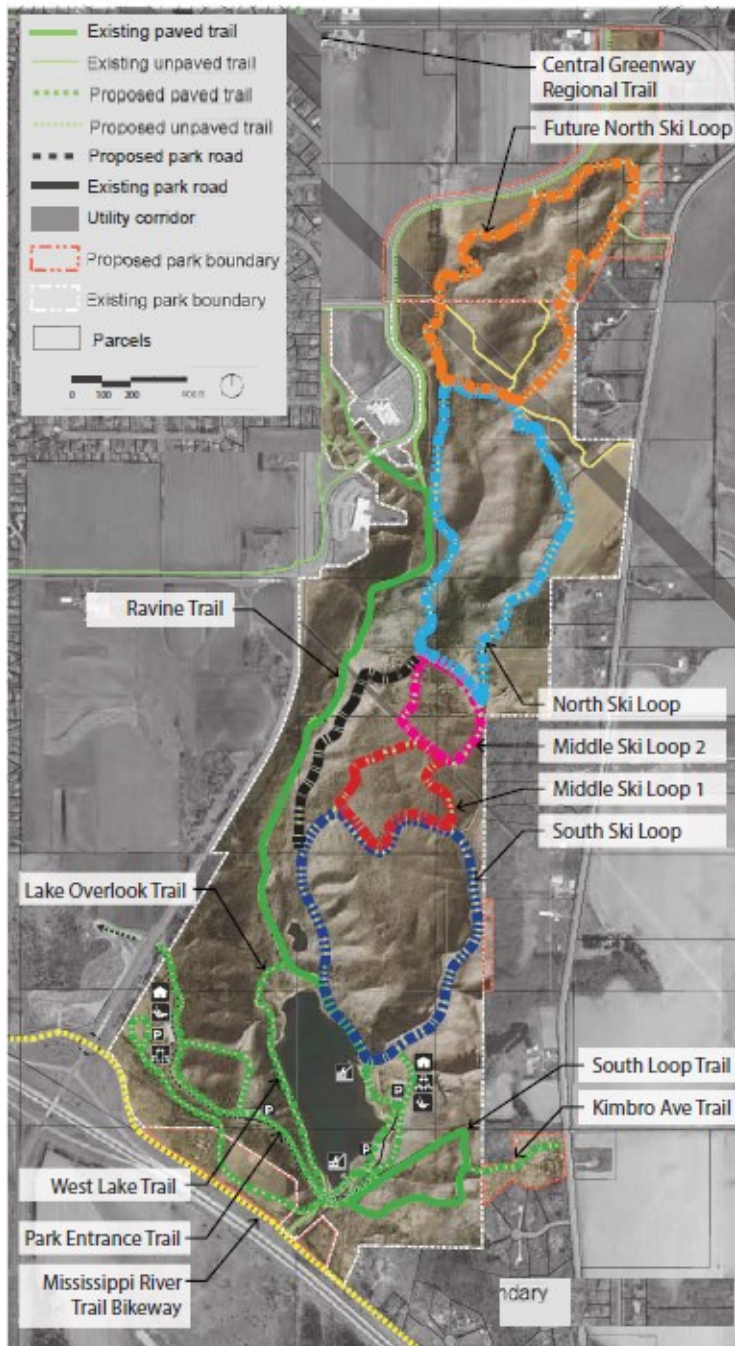 Existing paved trail
Existing unpaved trail
Proposed paved trail
Proposed unpaved trail
Proposed park road
Existing park road
Utility corridor
Proposed park boundary
Existing park boundary
Parcels
0 100 200
Central Greenway
Regional Trail
Future North Ski Loop
Ravine Trail
North Ski Loop
Middle Ski Loop 2
Middle Ski Loop 1
South Ski Loop
Lake Overlook Trail
P
P
P
P
South Loop Trail
Kimbro Ave Trail
West Lake Trail
Park Entrance Trail
Mississippi River
Trail Bikeway
ndary